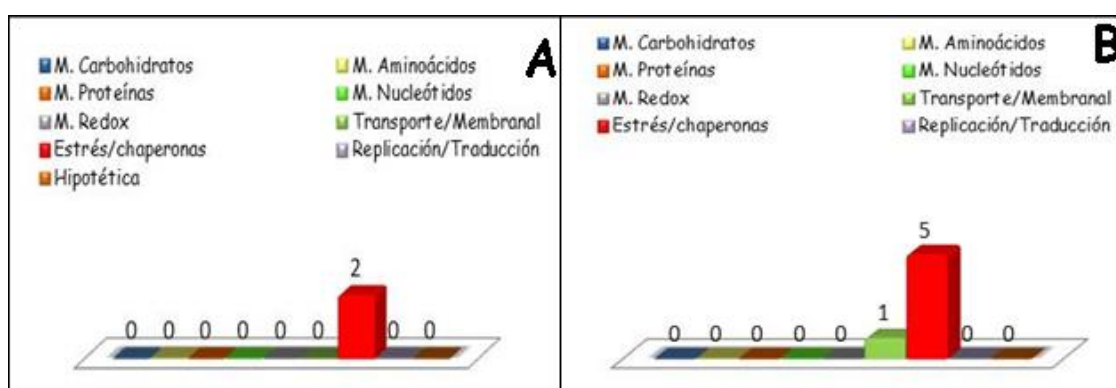 A
M. Carbohidratos
M. Aminoácidos
M. Proteínas
M. Nucleótidos
M. Redox
Transporte/Membranal
Estrés/chaperonas
Replicación/Traducción
Hipotética
0 0 0 0 0 0 2 0 0
B
M. Carbohidratos
M. Aminoácidos
M. Proteínas
M. Nucleótidos
M. Redox
Transporte/Membranal
Estrés/chaperonas
Replicación/Traducción
0 0 0 0 0 1 5 0 0